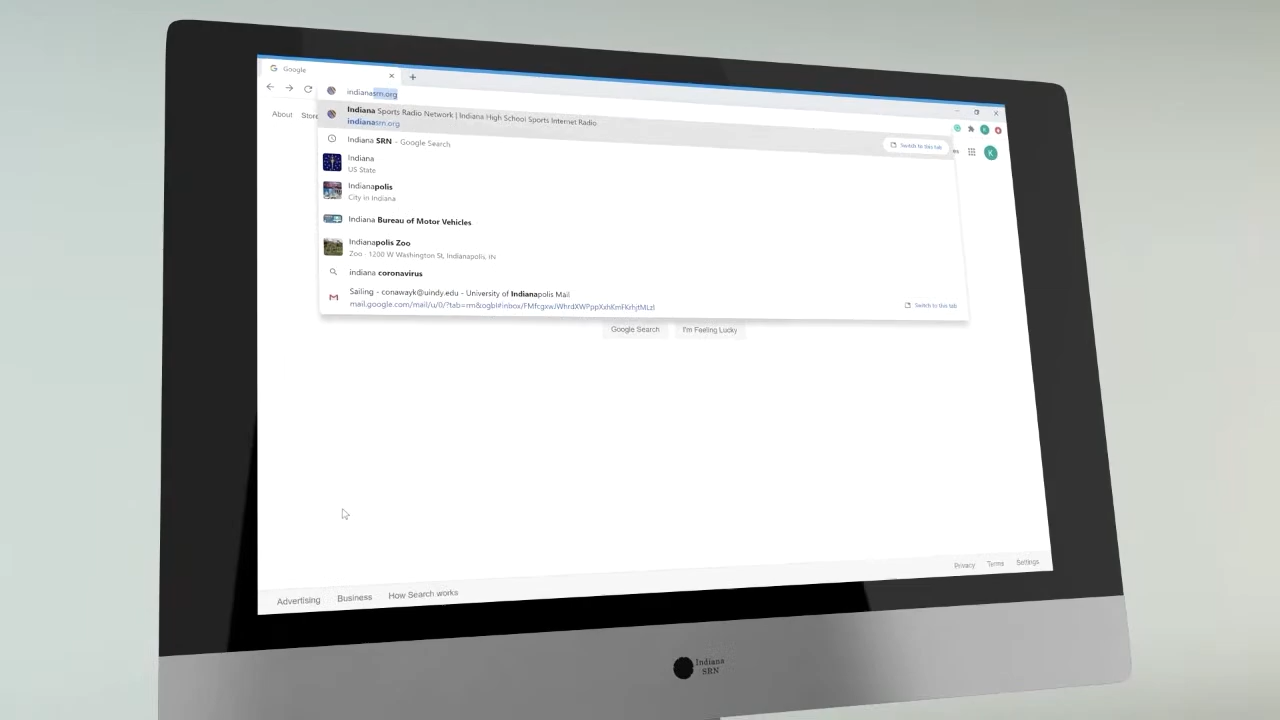 Google
indianasrn.org
About Store
Indiana Sports Radio Network | Indiana High School Sports Internet Radio
indianasrn.org
Switch to this tab
Indiana SRN - Google Search
Indiana
US State
Indianapolis
City in Indiana
Indiana Bureau of Motor Vehicles
Indianapolis Zoo
Zoo · 1200 W Washington St, Indianapolis, IN
indiana coronavirus
Sailing - conawayk@uindy.edu - University of Indianapolis Mail
Switch to this tab
K
K
Google Search I'm Feeling Lucky
Advertising Business How Search works
Privacy Terms Settings
Indiana
SRN